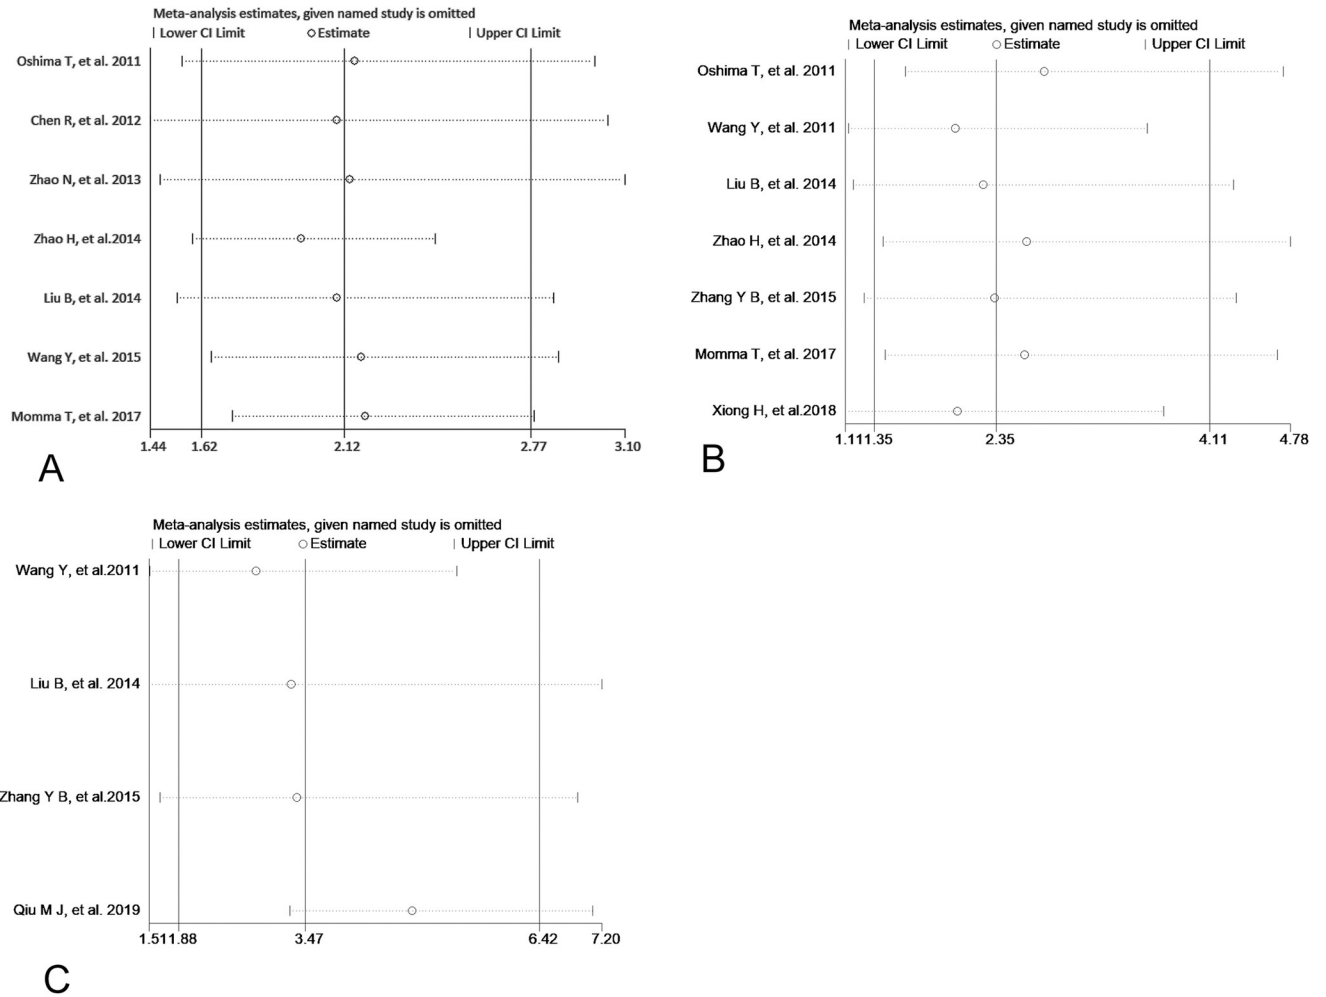 Meta-analysis estimates, given named study is omitted
| Lower CI Limit ○ Estimate | Upper CI Limit
Oshima T, et al. 2011
Chen R, et al. 2012
Zhao N, et al. 2013
Zhao H, et al.2014
Liu B, et al. 2014
Wang Y, et al. 2015
Momma T, et al. 2017
1.44 1.62 2.12 2.77 3.10
A
Meta-analysis estimates, given named study is omitted
| Lower CI Limit ○ Estimate | Upper CI Limit
Oshima T, et al. 2011
Wang Y, et al. 2011
Liu B, et al. 2014
Zhao H, et al. 2014
Zhang Y B, et al. 2015
Momma T, et al. 2017
Xiong H, et al.2018
1.11 1.35 2.35 4.11 4.78
B
Meta-analysis estimates, given named study is omitted
| Lower CI Limit ○ Estimate | Upper CI Limit
Wang Y, et al.2011
Liu B, et al. 2014
Zhang Y B, et al.2015
Qiu M J, et al. 2019
1.51 1.88 3.47 6.42 7.20
C